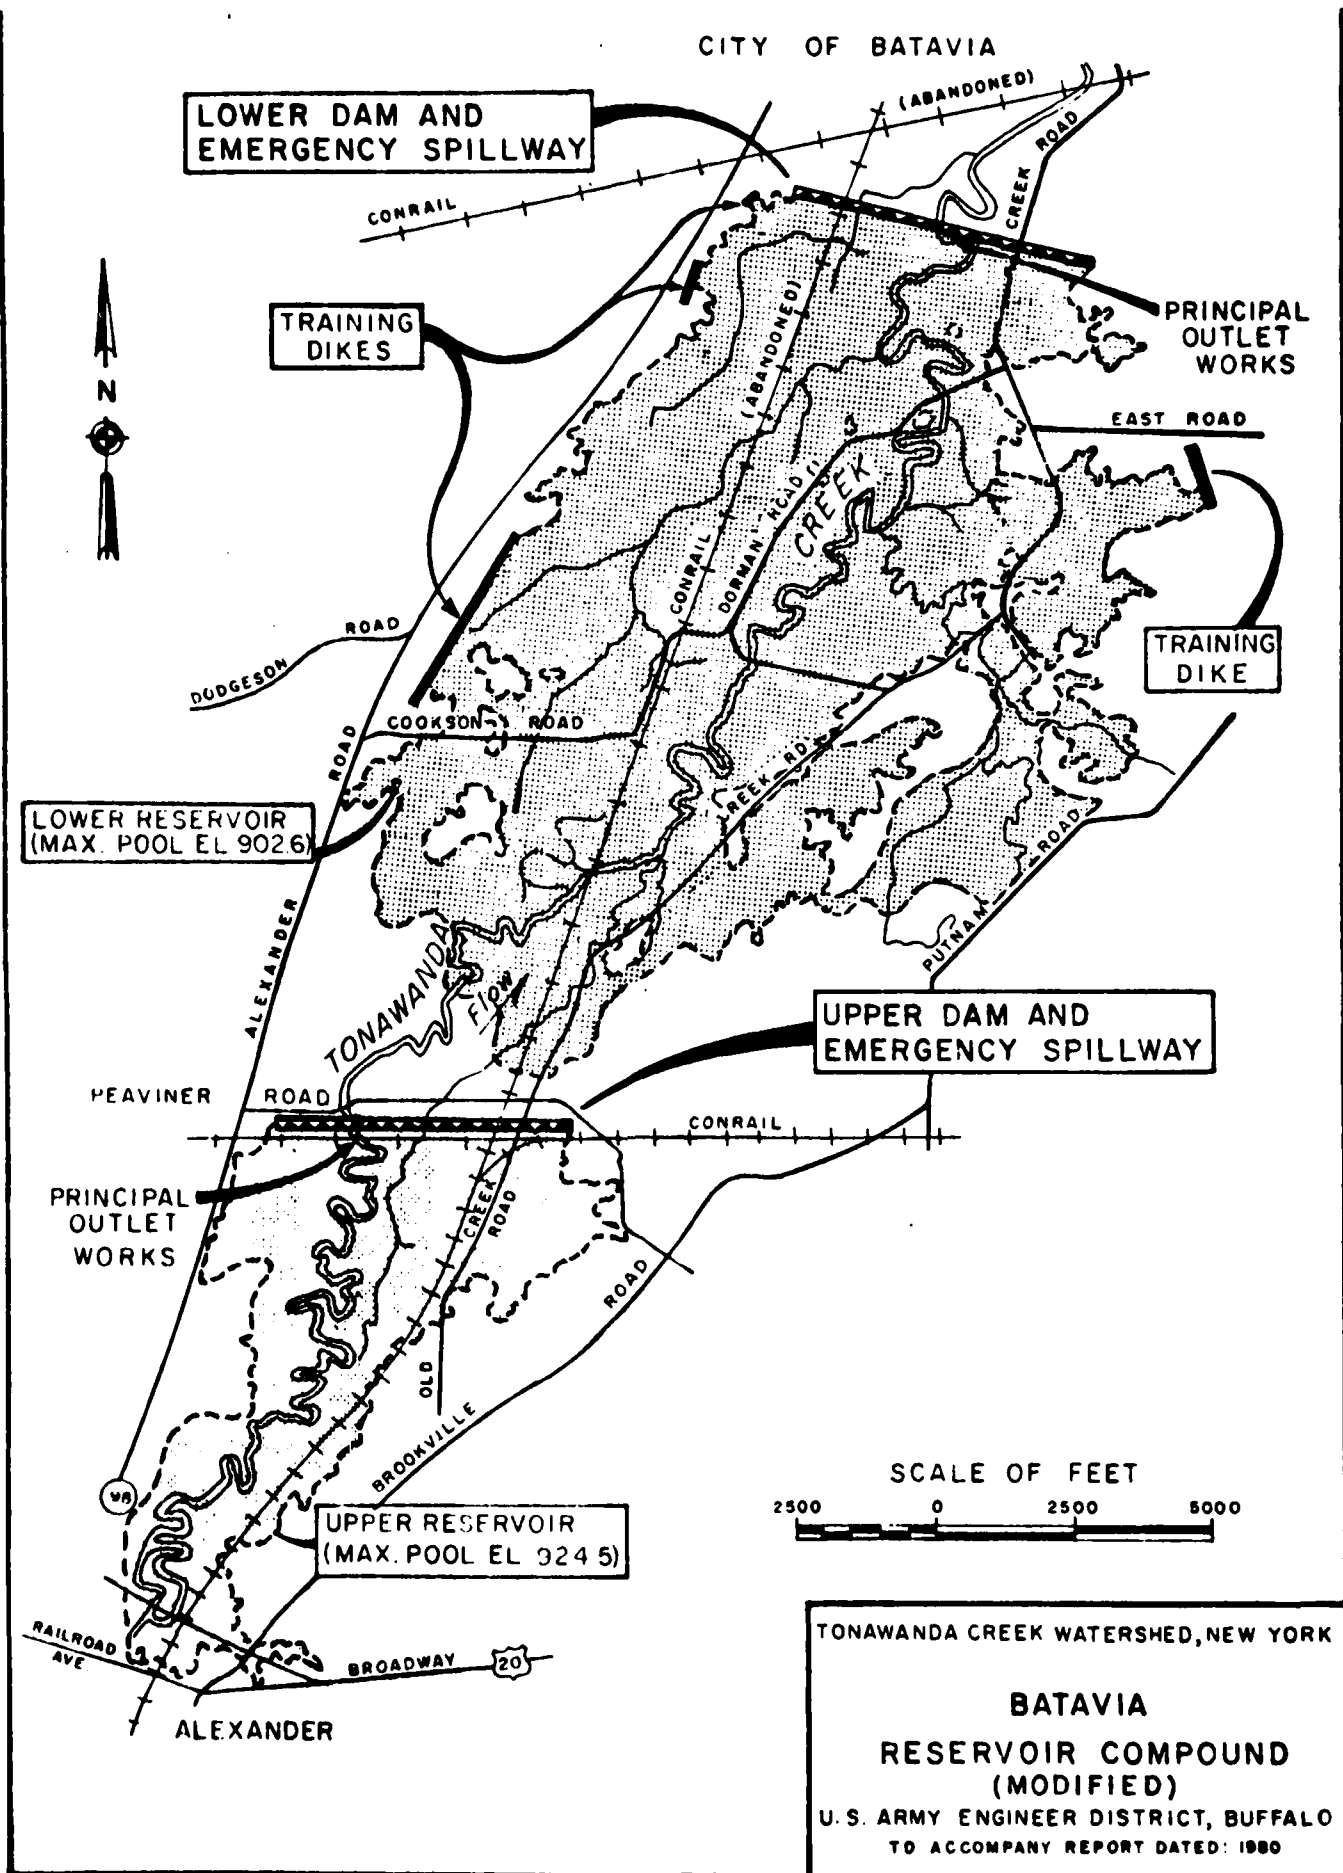 CITY OF BATAVIA
(ABANDONED)
LOWER DAM AND
EMERGENCY SPILLWAY
ROAD
CREEK
CONRAIL
(ABANDONED)
TRAINING
DIKES
PRINCIPAL
OUTLET
WORKS
N
EAST ROAD
CREEK
CONRAIL
DORMAN
ROAD
DODGESON
TRAINING
DIKE
COOKSON ROAD
ROAD
CREEK RD
LOWER RESERVOIR
(MAX. POOL EL 902.6)
ROAD
PUTNAM
ALEXANDER
TONAWANDA
Flow
UPPER DAM AND
EMERGENCY SPILLWAY
PEAVINER ROAD
CONRAIL
PRINCIPAL
OUTLET
WORKS
CREEK
ROAD
ROAD
OLD
BROOKVILLE
SCALE OF FEET
2500 0 2500 5000
UPPER RESERVOIR
(MAX. POOL EL 924 5)
RAILROAD
AVE
BROADWAY
20
ALEXANDER
TONAWANDA CREEK WATERSHED, NEW YORK
BATAVIA
RESERVOIR COMPOUND
(MODIFIED)
U.S. ARMY ENGINEER DISTRICT, BUFFALO
TO ACCOMPANY REPORT DATED: 1980